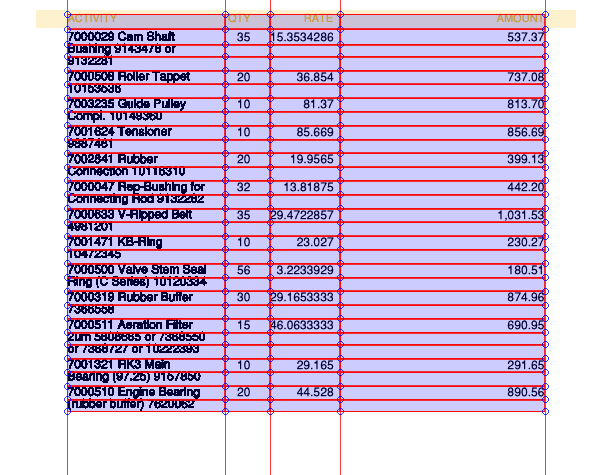 ACTIVITY QTY RATE AMOUNT
7000029 Cam Shaft 35 15.3534286 537.37
Bushing 9143478 or
9132281
7000508 Roller Tappet 20 36.854 737.08
10153636
7003235 Guide Pulley 10 81.37 813.70
Compl. 10149360
7001624 Tensioner 10 85.669 856.69
9887461
7002841 Rubber 20 19.9565 399.13
Connection 10116310
7000047 Rep-Bushing for 32 13.81875 442.20
Connecting Rod 9132282
7000633 V-Ripped Belt 35 29.4722857 1,031.53
4981201
7001471 KB-Ring 10 23.027 230.27
10472345
7000500 Valve Stem Seal 56 3.2233929 180.51
Ring (C Series) 10120334
7000319 Rubber Buffer 30 29.1653333 874.96
7368558
7000511 Aeration Filter 15 46.0633333 690.95
Zum 5608665 or 7368550
or 7368727 or 10222393
7001321 RK3 Main 10 29.165 291.65
Bearing (97.25) 9157850
7000510 Engine Bearing 20 44.528 890.56
(rubber buffer) 7620062